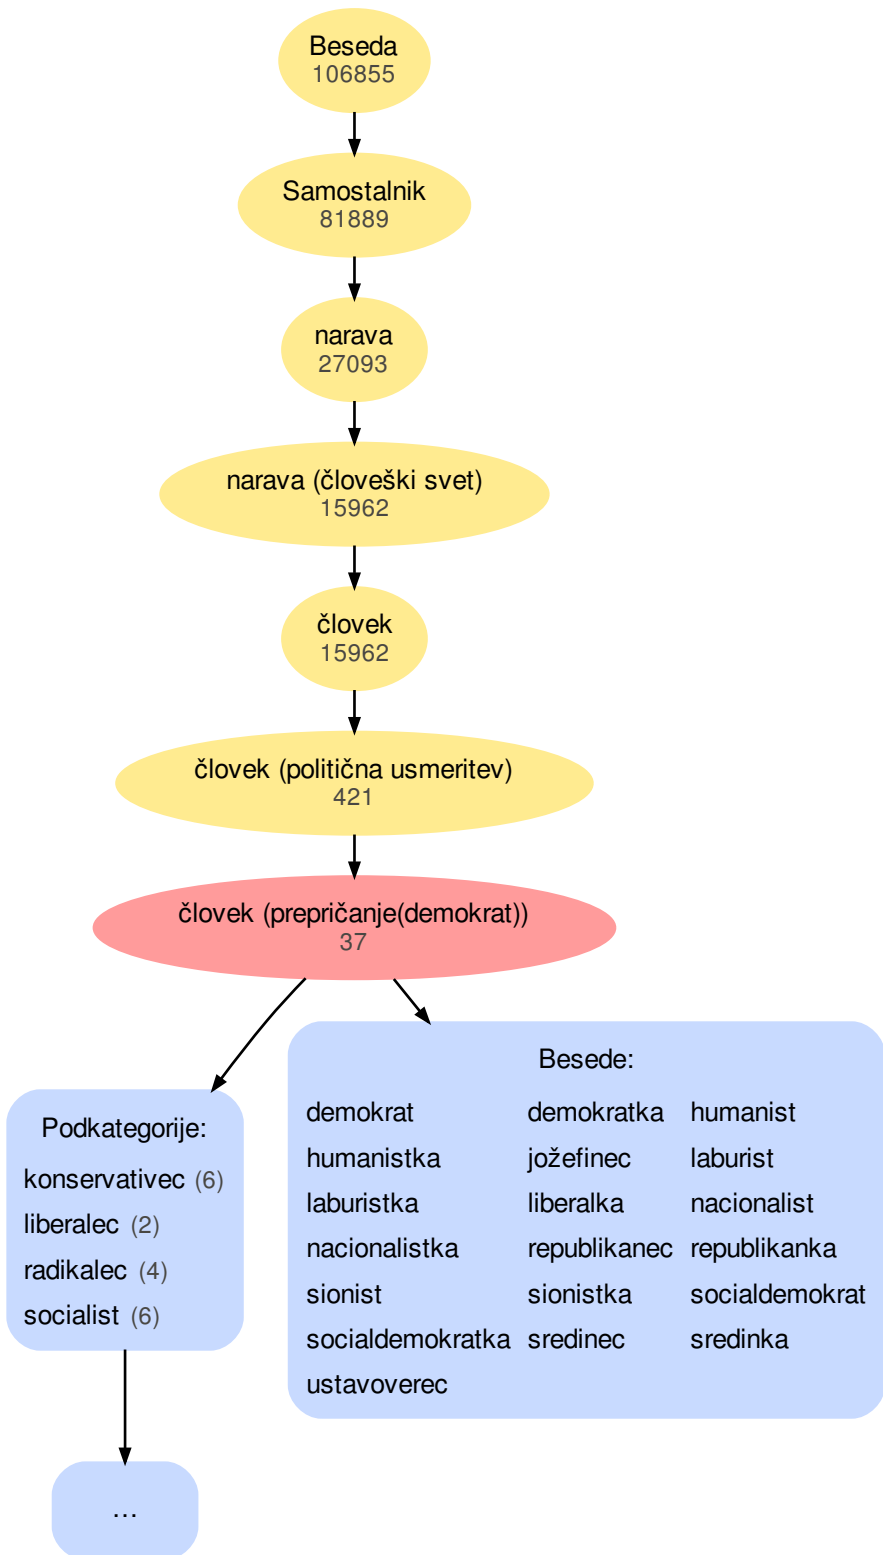 Beseda
106855
Samostalnik
81889
narava
27093
narava (človeški svet)
15962
človek
15962
človek (politična usmeritev)
421
človek (prepričanje(demokrat))
37
Podkategorije:
konservativec (6)
liberalec (2)
radikalec (4)
socialist (6)
...
Besede:
demokrat demokratka humanist
humanistka jožefinec laburist
laburistka liberalka nacionalist
nacionalistka republikanec republikanka
sionist sionistka socialdemokrat
socialdemokratka sredinec sredinka
ustavoverec